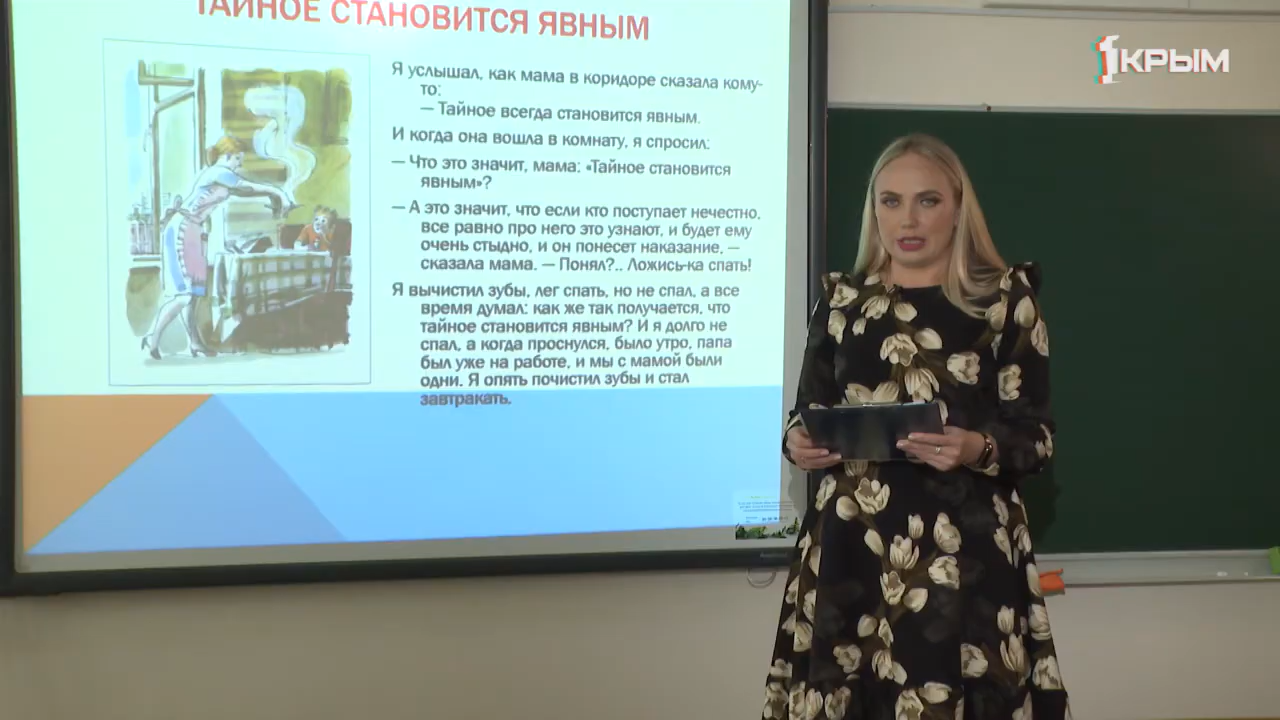 ТАЙНОЕ СТАНОВИТСЯ ЯВНЫМ
1КРЫМ
Я услышал, как мама в коридоре сказала кому-
то:
— Тайное всегда становится явным.
И когда она вошла в комнату, я спросил:
— Что это значит, мама: «Тайное становится
явным»?
— А это значит, что если кто поступает нечестно,
все равно про него это узнают, и будет ему
очень стыдно, и он понесет наказание, —
сказала мама. — Понял?.. Ложись-ка спать!
Я вычистил зубы, лег спать, но не спал, а все
время думал: как же так получается, что
тайное становится явным? И я долго не
спал, а когда проснулся, было утро, папа
был уже на работе, и мы с мамой были
одни. Я опять почистил зубы и стал
завтракать.